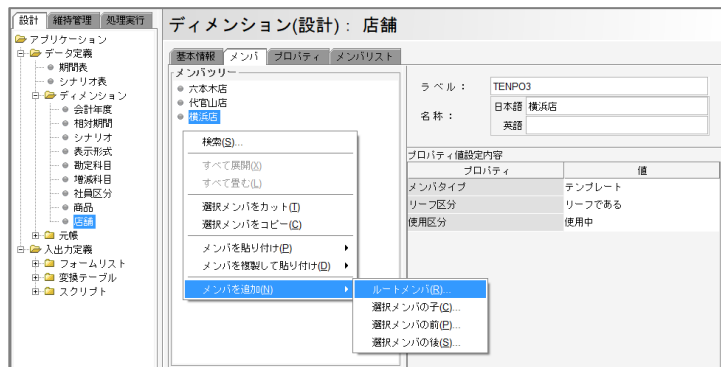 設計 維持管理 処理実行
アプリケーション
データ定義
期間表
シナリオ表
ディメンション
会計年度
相対期間
シナリオ
表示形式
勘定科目
増減科目
社員区分
商品
店舗
元帳
入出力定義
フォームリスト
変換テーブル
スクリプト
ディメンション(設計)： 店舗
基本情報 メンバ プロパティ メンバリスト
メンバツリー
六本木店
代官山店
横浜店
検索(S)...
すべて展開(X)
すべて畳む(L)
選択メンバをカット(T)
選択メンバをコピー(C)
メンバを貼り付け(P)
メンバを複製して貼り付け(D)
メンバを追加(N)
ルートメンバ(R)...
選択メンバの子(C)...
選択メンバの前(P)...
選択メンバの後(S)...
ラベル： TENPO3
名称： 日本語 横浜店
英語
プロパティ値設定内容
プロパティ 値
メンバタイプ テンプレート
リーフ区分 リーフである
使用区分 使用中